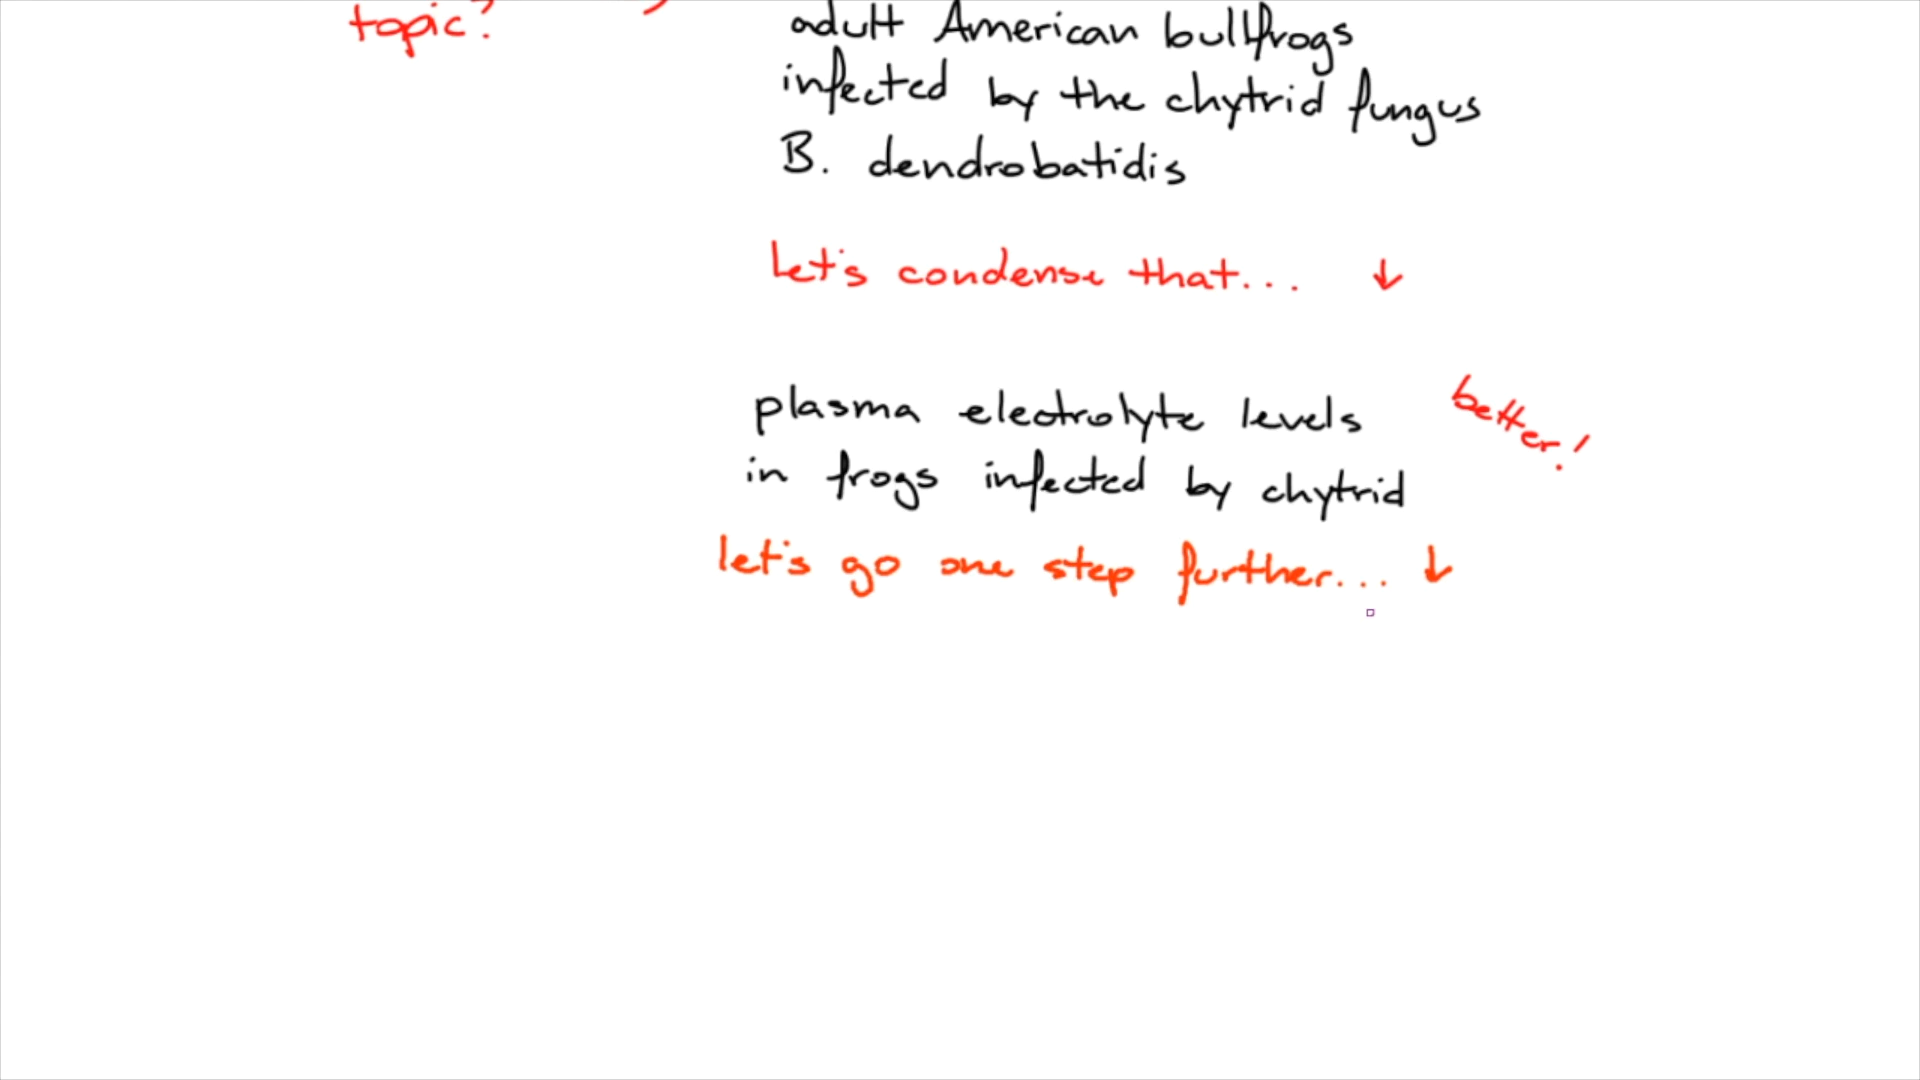 topic?
adult American bullfrogs
infected by the chytrid fungus
B. dendrobatidis
let's condense that... ↓
plasma electrolyte levels
better!
in frogs infected by chytrid
let's go one step further... ↓